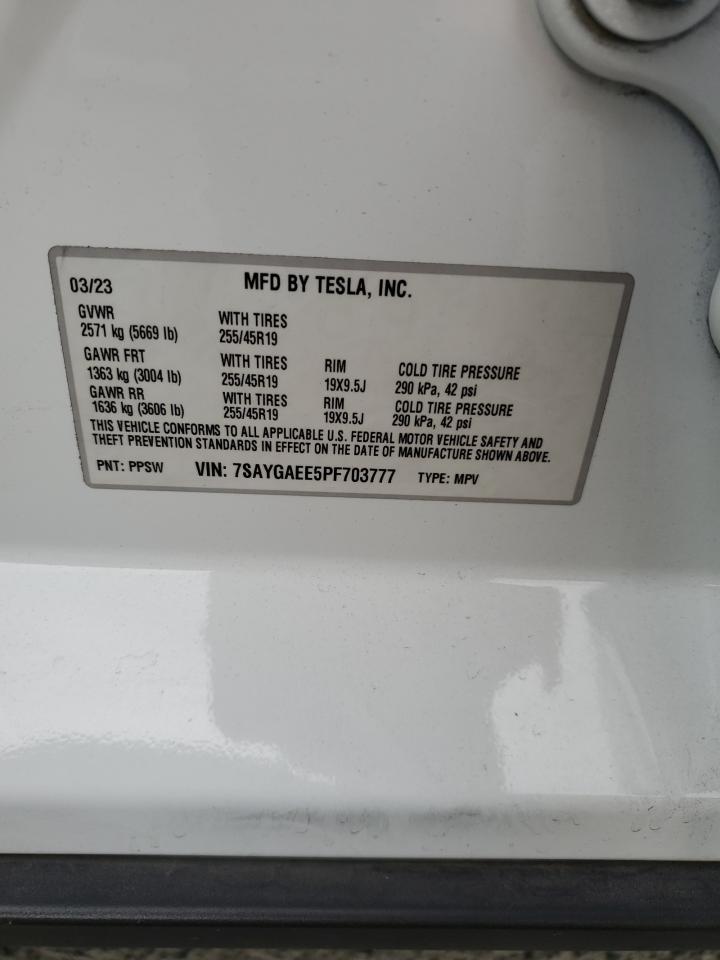 03/23 MFD BY TESLA, INC.
GVWR
2571 kg (5669 lb) WITH TIRES
255/45R19
GAWR FRT
1363 kg (3004 lb) WITH TIRES
255/45R19 RIM
19X9.5J COLD TIRE PRESSURE
290 kPa, 42 psi
GAWR RR
1636 kg (3606 lb) WITH TIRES
255/45R19 RIM
19X9.5J COLD TIRE PRESSURE
290 kPa, 42 psi
THIS VEHICLE CONFORMS TO ALL APPLICABLE U.S. FEDERAL MOTOR VEHICLE SAFETY AND
THEFT PREVENTION STANDARDS IN EFFECT ON THE DATE OF MANUFACTURE SHOWN ABOVE.
PNT: PPSW VIN: 7SAYGAEE5PF703777 TYPE: MPV